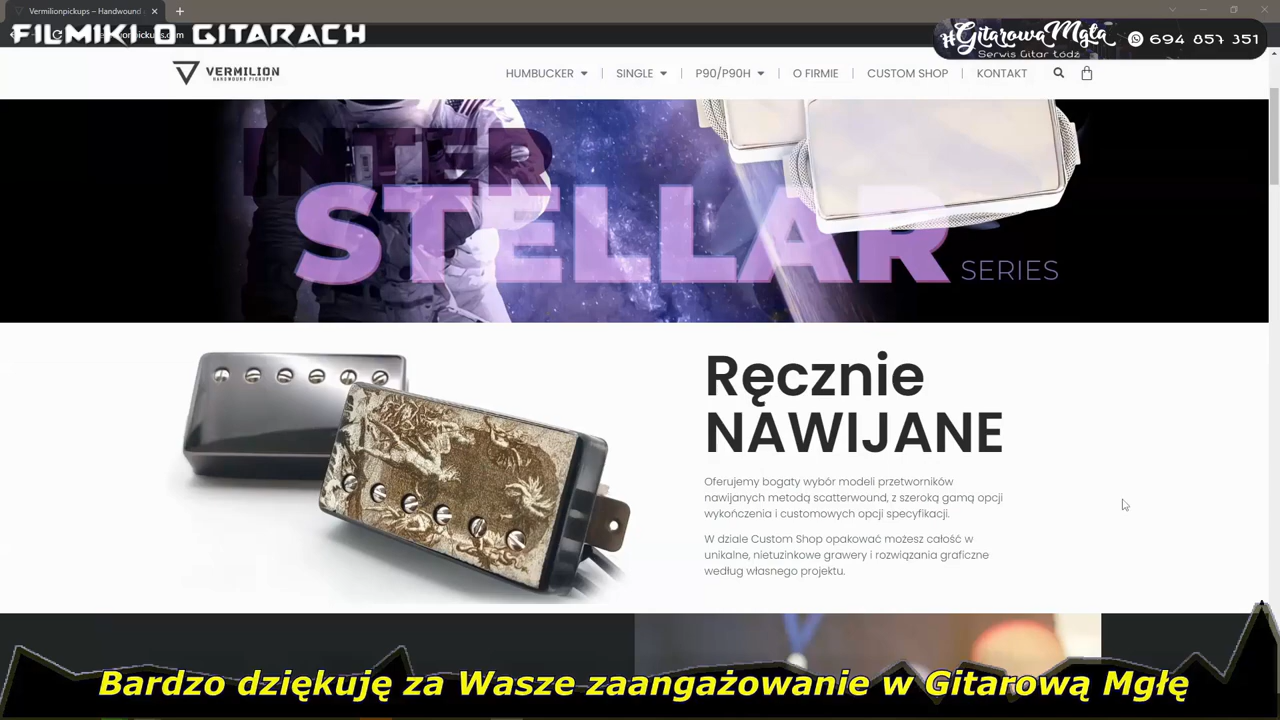 Vermilionpickups – Handwound
FILMIKI O GITARACH
#GitarowaMgła
Serwis Gitar Łódź
694 857 351
VERMILION
HANDWOUND PICKUPS
HUMBUCKER
SINGLE
P90/P90H
O FIRMIE
CUSTOM SHOP
KONTAKT
INTER
STELLAR
SERIES
Ręcznie
NAWIJANE
Oferujemy bogaty wybór modeli przetworników
nawijanych metodą scatterwound, z szeroką gamą opcji
wykończenia i customowych opcji specyfikacji.
W dziale Custom Shop opakować możesz całość w
unikalne, nietuzinkowe grawery i rozwiązania graficzne
według własnego projektu.
Bardzo dziękuję za Wasze zaangażowanie w Gitarową Mgłę